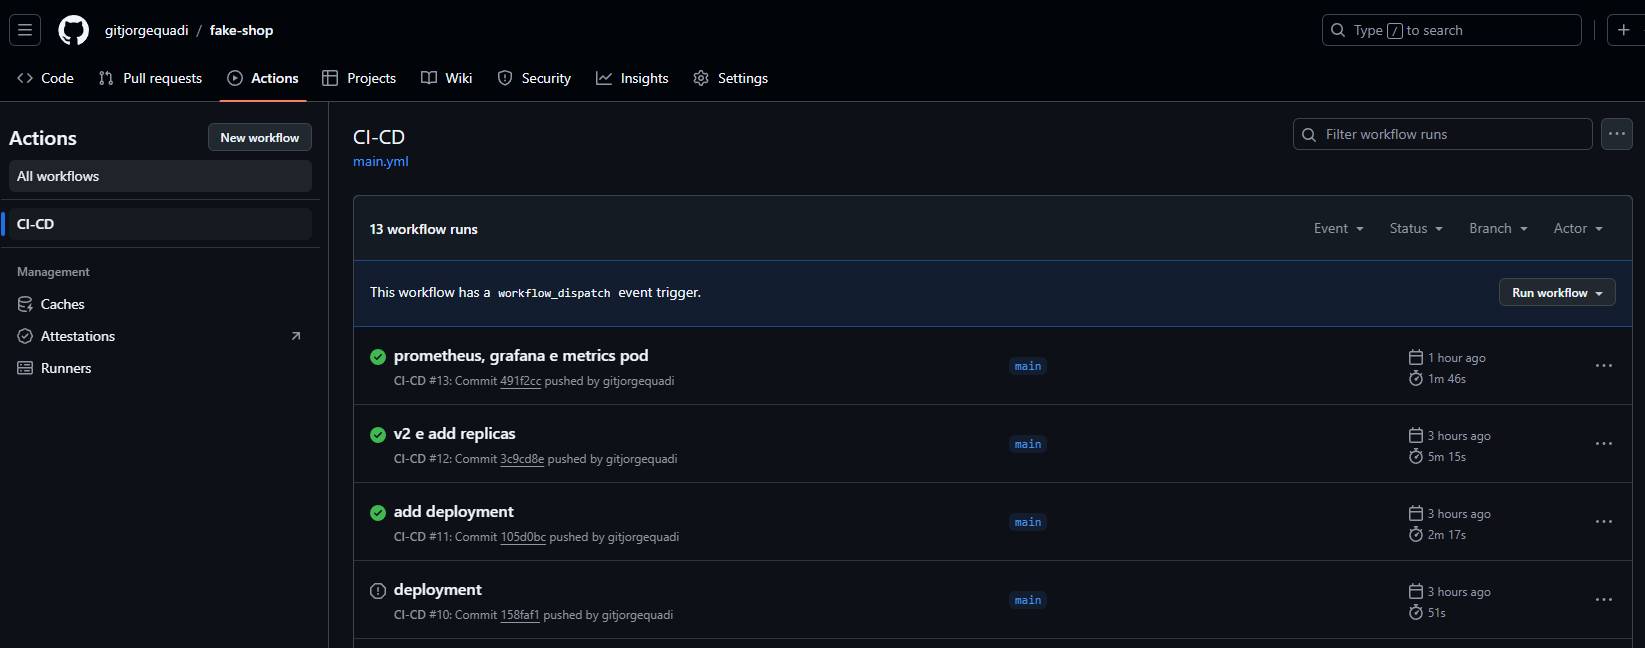 gitjorgequadi / fake-shop
Type / to search
Code
Pull requests
Actions
Projects
Wiki
Security
Insights
Settings
Actions
New workflow
All workflows
CI-CD
Management
Caches
Attestations
Runners
CI-CD
main.yml
Filter workflow runs
13 workflow runs
Event
Status
Branch
Actor
This workflow has a workflow_dispatch event trigger.
Run workflow
prometheus, grafana e metrics pod
CI-CD #13: Commit 491f2cc pushed by gitjorgequadi
main
1 hour ago
1m 46s
v2 e add replicas
CI-CD #12: Commit 3c9cd8e pushed by gitjorgequadi
main
3 hours ago
5m 15s
add deployment
CI-CD #11: Commit 105d0bc pushed by gitjorgequadi
main
3 hours ago
2m 17s
deployment
CI-CD #10: Commit 158faf1 pushed by gitjorgequadi
main
3 hours ago
51s